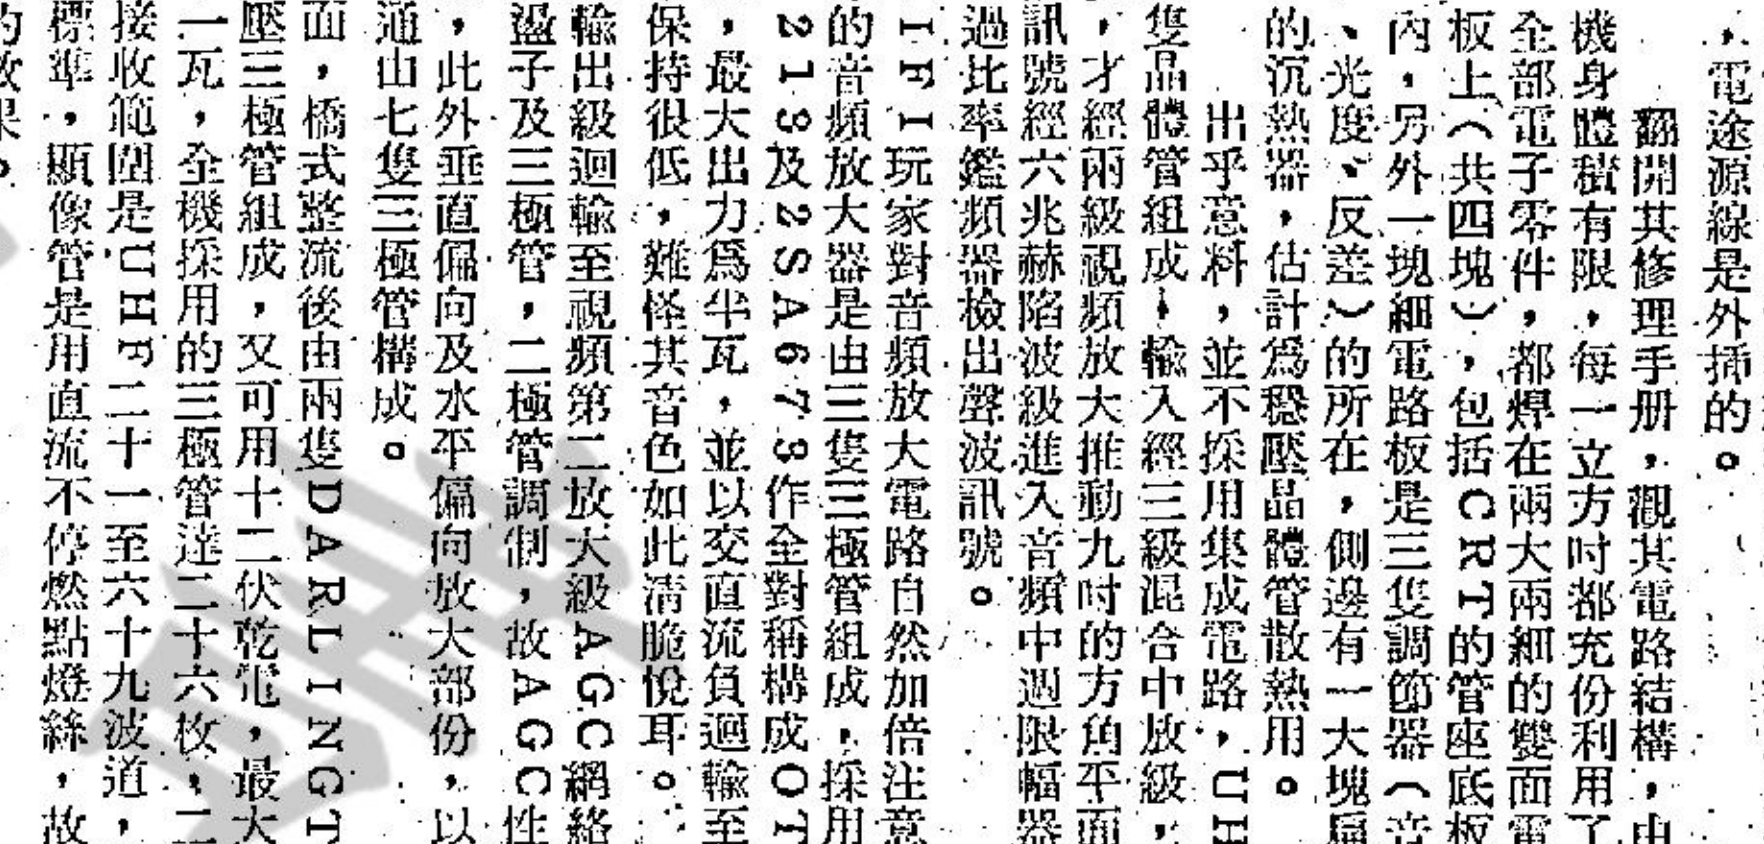 ，電途源線是外揷的。
翻開其修理手册，觀其電路結構，由
機身體積有限，每一立方吋都充份利用了
全部電子零件，都焊在兩大兩細的雙面電
板上（共四塊），包括ＣＲＴ的管座底板
內，另外一塊細電路板是三隻調節器（音
、光度、反差）的所在，側邊有一大塊扁
的沉熱器，估計爲穩壓晶體管散熱用。
出乎意料，並不採用集成電路，ＵＨ
隻晶體管組成，輸入經三級混合中放級，
，才經兩級視頻放大推動九吋的方角平面
訊號經六兆赫陷波級進入音頻中週限幅器
過比率鑑頻器檢出聲波訊號。
ＩＦＩ玩家對音頻放大電路自然加倍注意
的音頻放大器是由三隻三極管組成，採用
２１３及２ＳＡ６７３作全對稱構成ＯＴ
，最大出力爲半瓦，並以交直流負迴輸至
保持很低，難怪其音色如此清脆悅耳。
輸出級迴輸至視頻第二放大級ＡＧＣ網絡
盪子及三極管，二極管調制，故ＡＧＣ性
，此外垂直偏向及水平偏向放大部份，以
通山七隻三極管構成。
面，橋式整流後由兩隻ＤＡＲＬＩＮＧＴ
壓三極管組成，又可用十二伏乾電，最大
一瓦，全機採用的三極管達二十六枚，二
接收範圍是ＵＨＦ二十一至六十九波道，
標準，顯像管是用直流不停燃點燈絲，故
的效果。